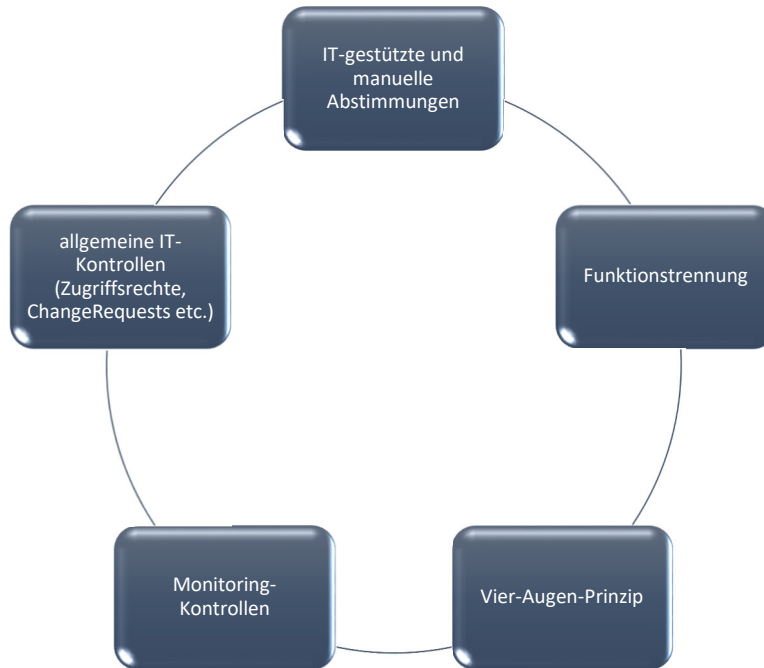 IT-gestützte und
manuelle
Abstimmungen
Funktionstrennung
Vier-Augen-Prinzip
Monitoring-
Kontrollen
allgemeine IT-
Kontrollen
(Zugriffsrechte,
ChangeRequests etc.)